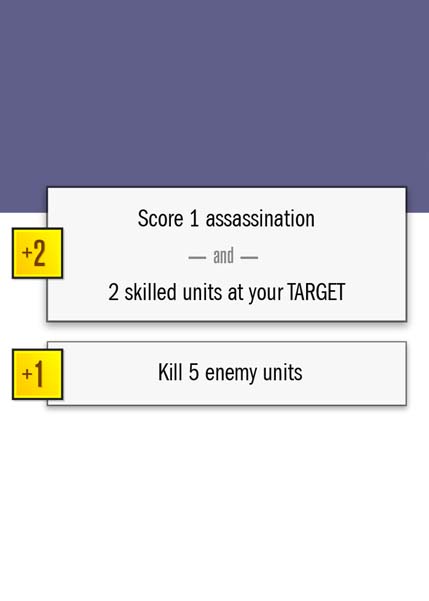 Score 1 assassination
+2
— and —
2 skilled units at your TARGET
+1
Kill 5 enemy units